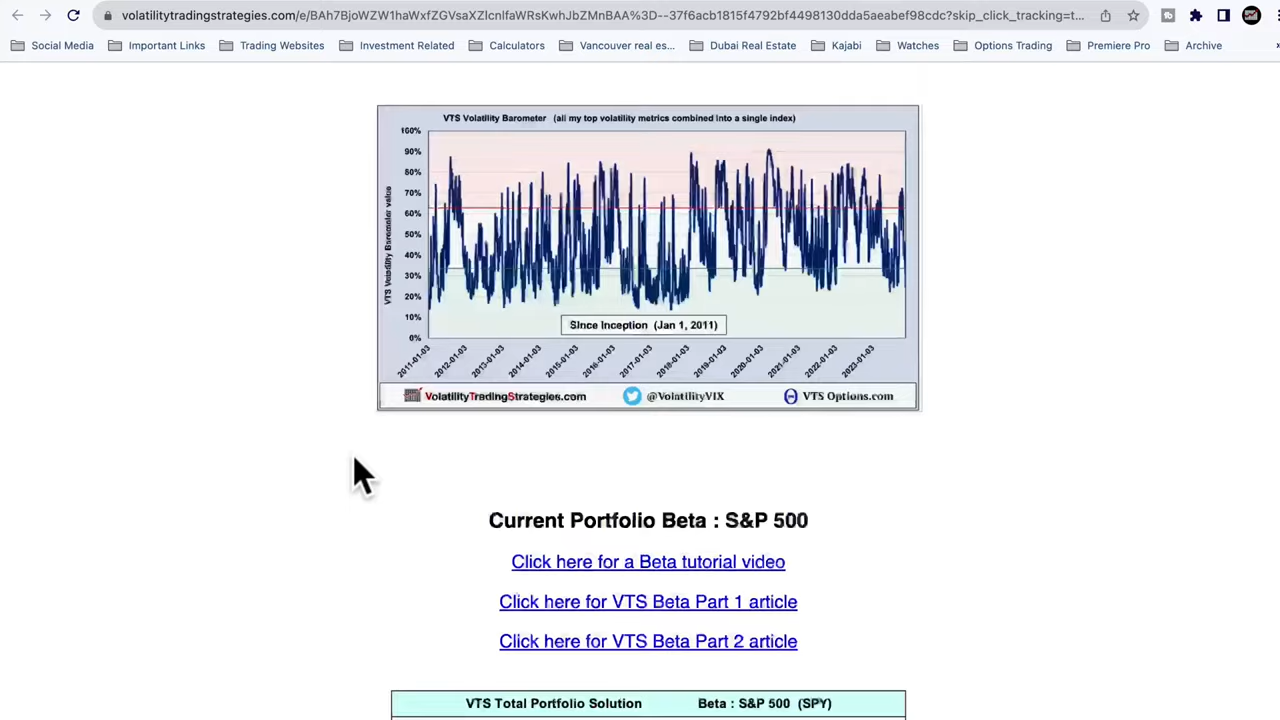 volatilitytradingstrategies.com/e/BAh7BjoWZW1haWxfZGVsaXZlcnlfaWRsKwhJbZMnBAA%3D--37f6acb1815f4792bf4498130dda5aeabef98cdc?skip_click_tracking=t...
Social Media Important Links Trading Websites Investment Related Calculators Vancouver real es... Dubai Real Estate Kajabi Watches Options Trading Premiere Pro Archive »
VTS Volatility Barometer (all my top volatility metrics combined into a single index)
100%
90%
80%
70%
60%
50%
40%
30%
20%
10%
0%
VTS Volatility Barometer value
Since Inception (Jan 1, 2011)
2011-01-03 2012-01-03 2013-01-03 2014-01-03 2015-01-03 2016-01-03 2017-01-03 2018-01-03 2019-01-03 2020-01-03 2021-01-03 2022-01-03 2023-01-03
VolatilityTradingStrategies.com @VolatilityVIX VTS Options.com
Current Portfolio Beta : S&P 500
Click here for a Beta tutorial video
Click here for VTS Beta Part 1 article
Click here for VTS Beta Part 2 article
VTS Total Portfolio Solution Beta : S&P 500 (SPY)